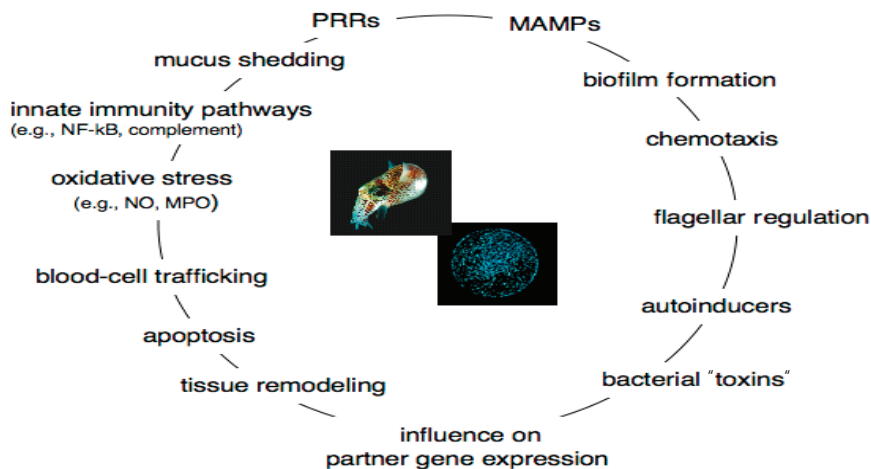 PRRs
MAMPs
mucus shedding
biofilm formation
innate immunity pathways
(e.g., NF-kB, complement)
chemotaxis
oxidative stress
(e.g., NO, MPO)
flagellar regulation
blood-cell trafficking
autoinducers
apoptosis
tissue remodeling
bacterial "toxins"
influence on
partner gene expression